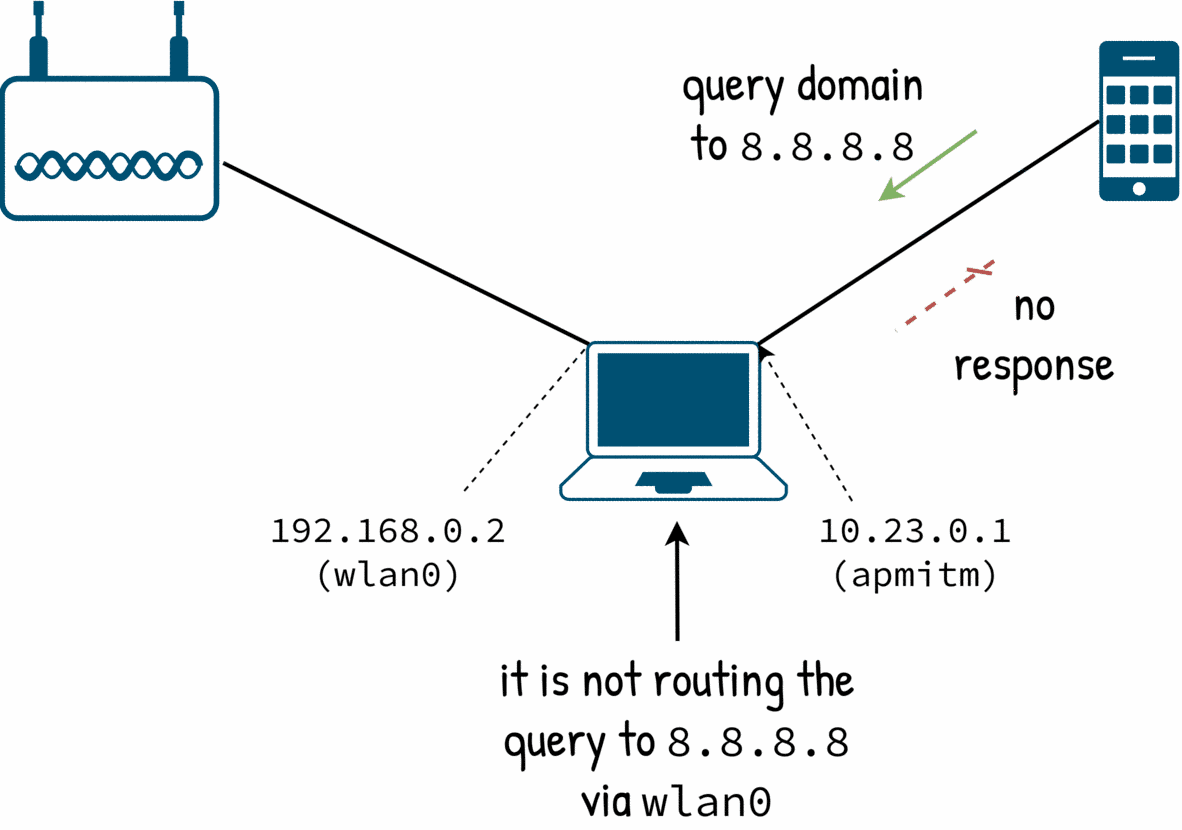 query domain
to 8.8.8.8
no
response
192.168.0.2
(wlan0)
10.23.0.1
(apmitm)
it is not routing the
query to 8.8.8.8
via wlan0